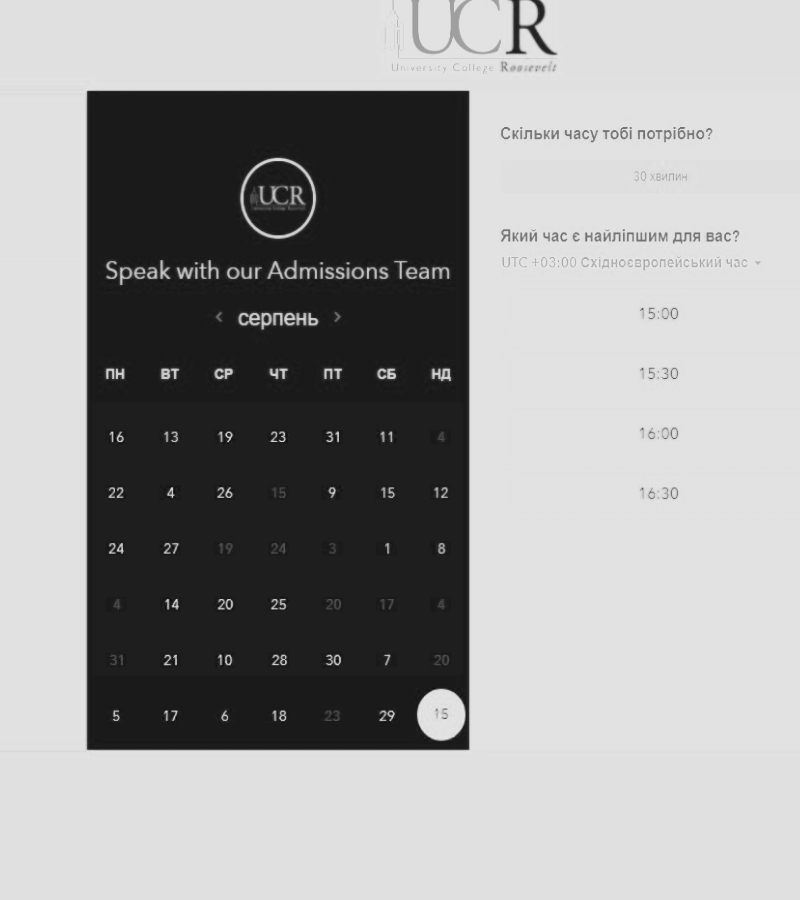 UCR
University College Roosevelt
UCR
Speak with our Admissions Team
< серпень >
ПН ВТ СР ЧТ ПТ СБ НД
16 13 19 23 31 11 4
22 4 26 15 9 15 12
24 27 19 24 3 1 8
4 14 20 25 20 17 4
31 21 10 28 30 7 20
5 17 6 18 23 29 15
Скільки часу тобі потрібно?
30 хвилин
Який час є найліпшим для вас?
UTC +03:00 Східноєвропейський час
15:00
15:30
16:00
16:30